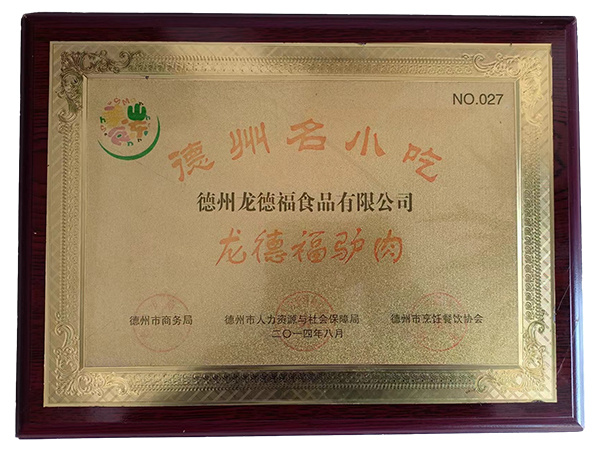 NO.027
德州名小吃
德州龙德福食品有限公司
龙德福驴肉
德州市商务局 德州市人力资源与社会保障局 德州市烹饪餐饮协会
二〇一四年八月